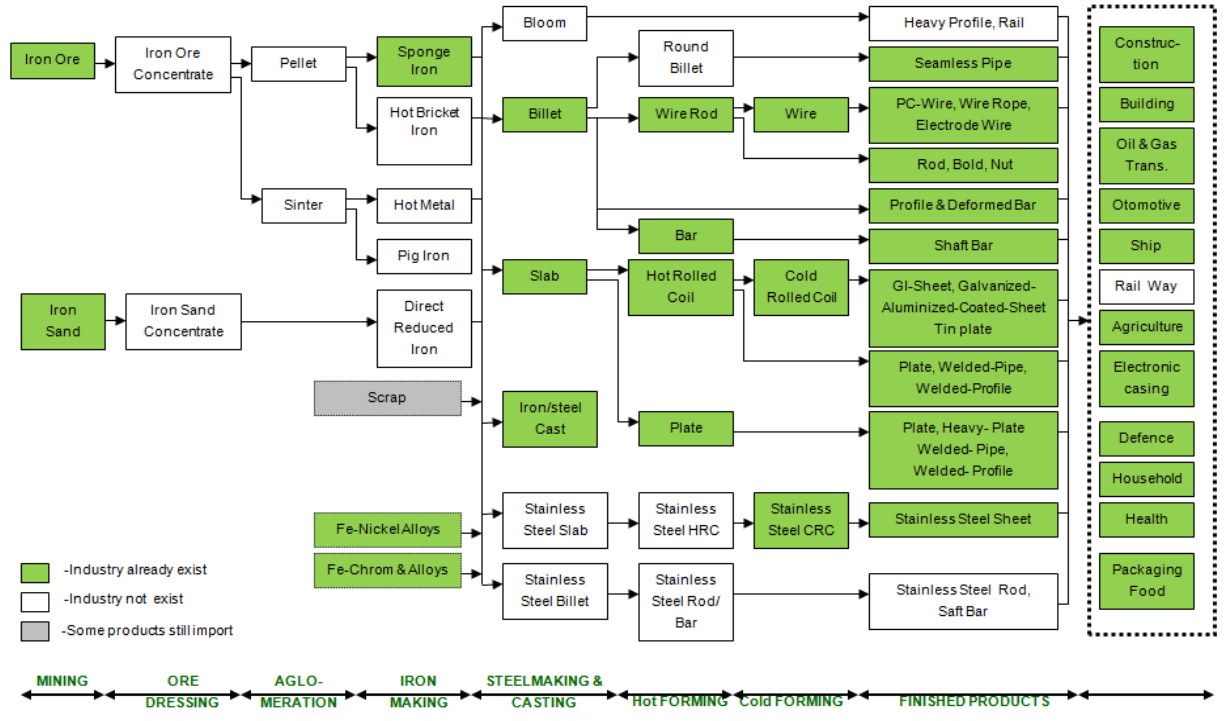 Iron Ore
Iron Ore
Concentrate
Pellet
Sponge
Iron
Hot Bricket
Iron
Sinter
Hot Metal
Pig Iron
Iron
Sand
Iron Sand
Concentrate
Direct
Reduced
Iron
Scrap
Fe-Nickel Alloys
Fe-Chrom & Alloys
Bloom
Billet
Slab
Iron/steel
Cast
Stainless
Steel Slab
Stainless
Steel Billet
Round
Billet
Wire Rod
Bar
Hot Rolled
Coil
Plate
Stainless
Steel HRC
Stainless
Steel Rod/
Bar
Wire
Cold
Rolled Coil
Stainless
Steel CRC
Heavy Profile, Rail
Seamless Pipe
PC-Wire, Wire Rope,
Electrode Wire
Rod, Bold, Nut
Profile & Deformed Bar
Shaft Bar
GI-Sheet, Galvanized-
Aluminized-Coated-Sheet
Tin plate
Plate, Welded-Pipe,
Welded-Profile
Plate, Heavy- Plate
Welded- Pipe,
Welded- Profile
Stainless Steel Sheet
Stainless Steel Rod,
Saft Bar
Construc-
tion
Building
Oil & Gas
Trans.
Otomotive
Ship
Rail Way
Agriculture
Electronic
casing
Defence
Household
Health
Packaging
Food
-Industry already exist
-Industry not exist
-Some products still import
MINING
ORE
DRESSING
AGLO-
MERATION
IRON
MAKING
STEELMAKING &
CASTING
Hot FORMING
Cold FORMING
FINISHED PRODUCTS